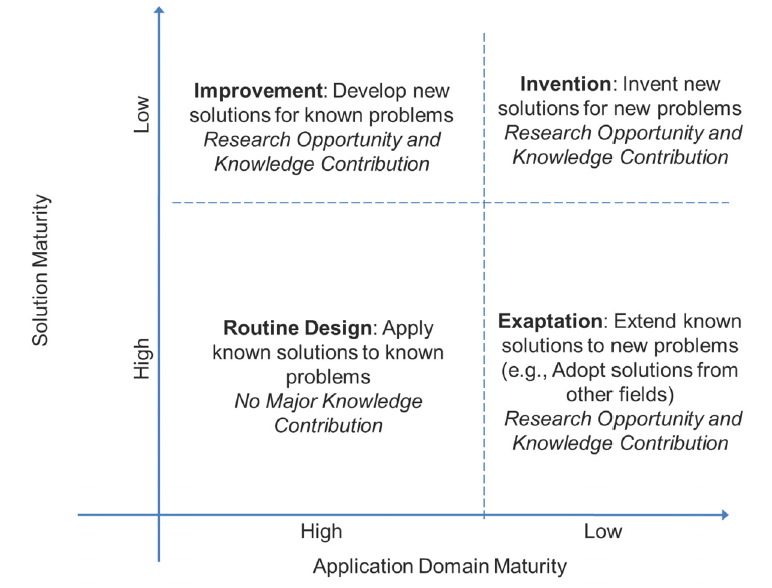 Improvement: Develop new
solutions for known problems
Research Opportunity and
Knowledge Contribution
Invention: Invent new
solutions for new problems
Research Opportunity and
Knowledge Contribution
Low
Solution Maturity
High
Routine Design: Apply
known solutions to known
problems
No Major Knowledge
Contribution
Exaptation: Extend known
solutions to new problems
(e.g., Adopt solutions from
other fields)
Research Opportunity and
Knowledge Contribution
High
Low
Application Domain Maturity